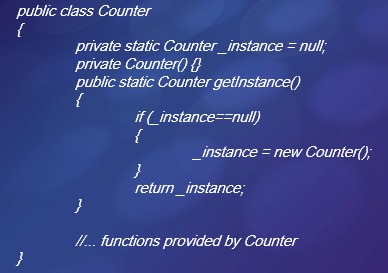 public class Counter
{
private static Counter _instance = null;
private Counter() {}
public static Counter getInstance()
{
if (_instance==null)
{
_instance = new Counter();
}
return _instance;
}
//... functions provided by Counter
}